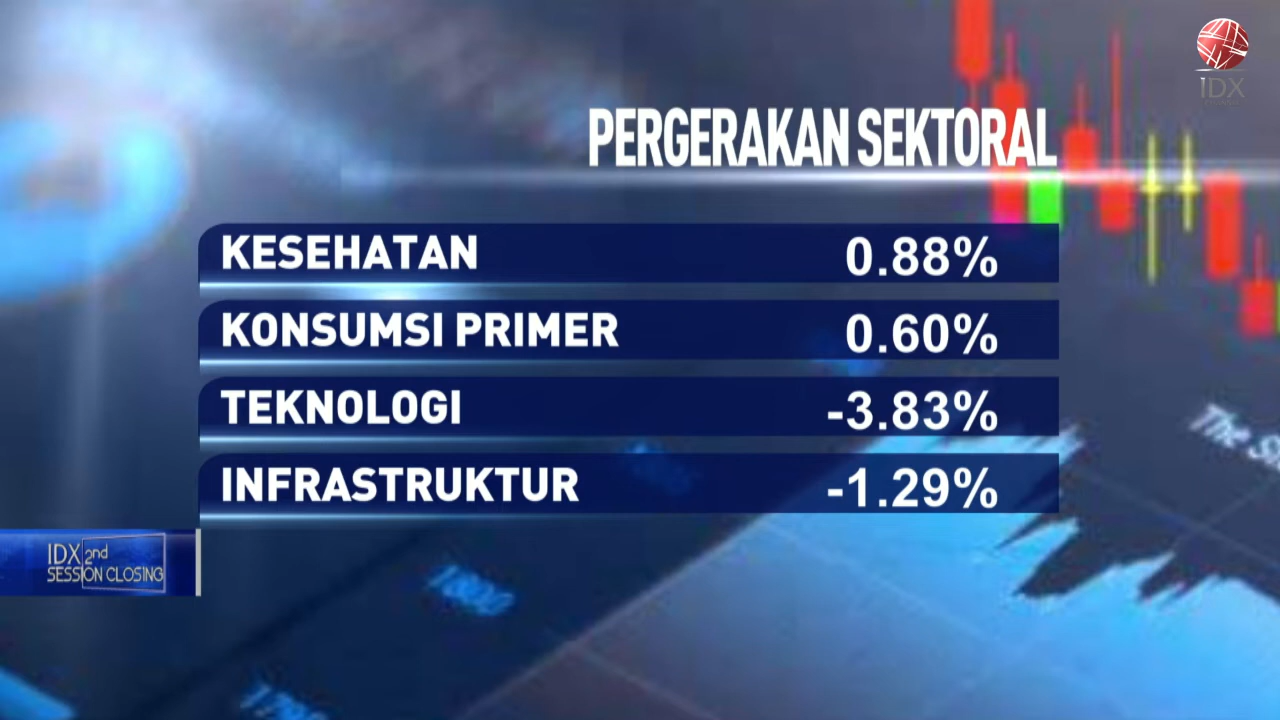 IDX
PERGERAKAN SEKTORAL
KESEHATAN 0.88%
KONSUMSI PRIMER 0.60%
TEKNOLOGI -3.83%
INFRASTRUKTUR -1.29%
The
IDX 2nd
SESSION CLOSING